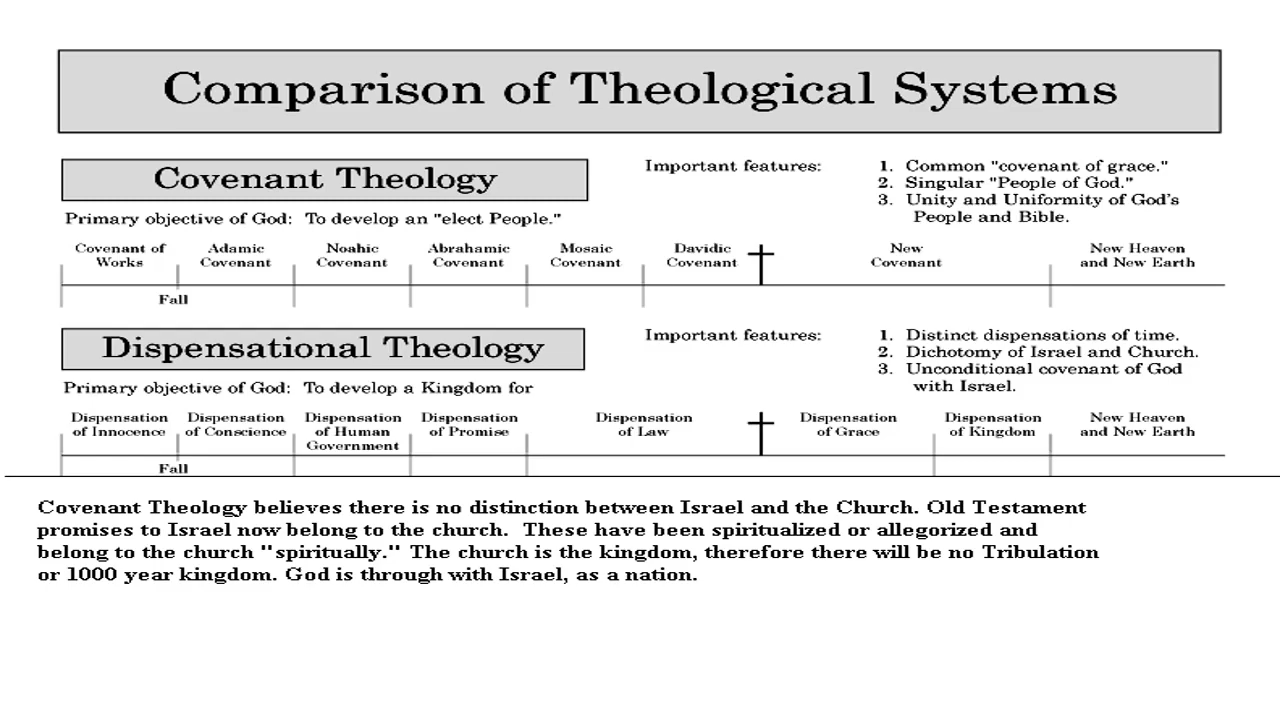 Comparison of Theological Systems
Covenant Theology
Important features:
1. Common "covenant of grace."
2. Singular "People of God."
3. Unity and Uniformity of God's
People and Bible.
Primary objective of God: To develop an "elect People."
Covenant of Works
Adamic Covenant
Noahic Covenant
Abrahamic Covenant
Mosaic Covenant
Davidic Covenant
New Covenant
New Heaven and New Earth
Fall
Dispensational Theology
Important features:
1. Distinct dispensations of time.
2. Dichotomy of Israel and Church.
3. Unconditional covenant of God
with Israel.
Primary objective of God: To develop a Kingdom for
Dispensation of Innocence
Dispensation of Conscience
Dispensation of Human Government
Dispensation of Promise
Dispensation of Law
Dispensation of Grace
Dispensation of Kingdom
New Heaven and New Earth
Fall
Covenant Theology believes there is no distinction between Israel and the Church. Old Testament
promises to Israel now belong to the church. These have been spiritualized or allegorized and
belong to the church "spiritually." The church is the kingdom, therefore there will be no Tribulation
or 1000 year kingdom. God is through with Israel, as a nation.